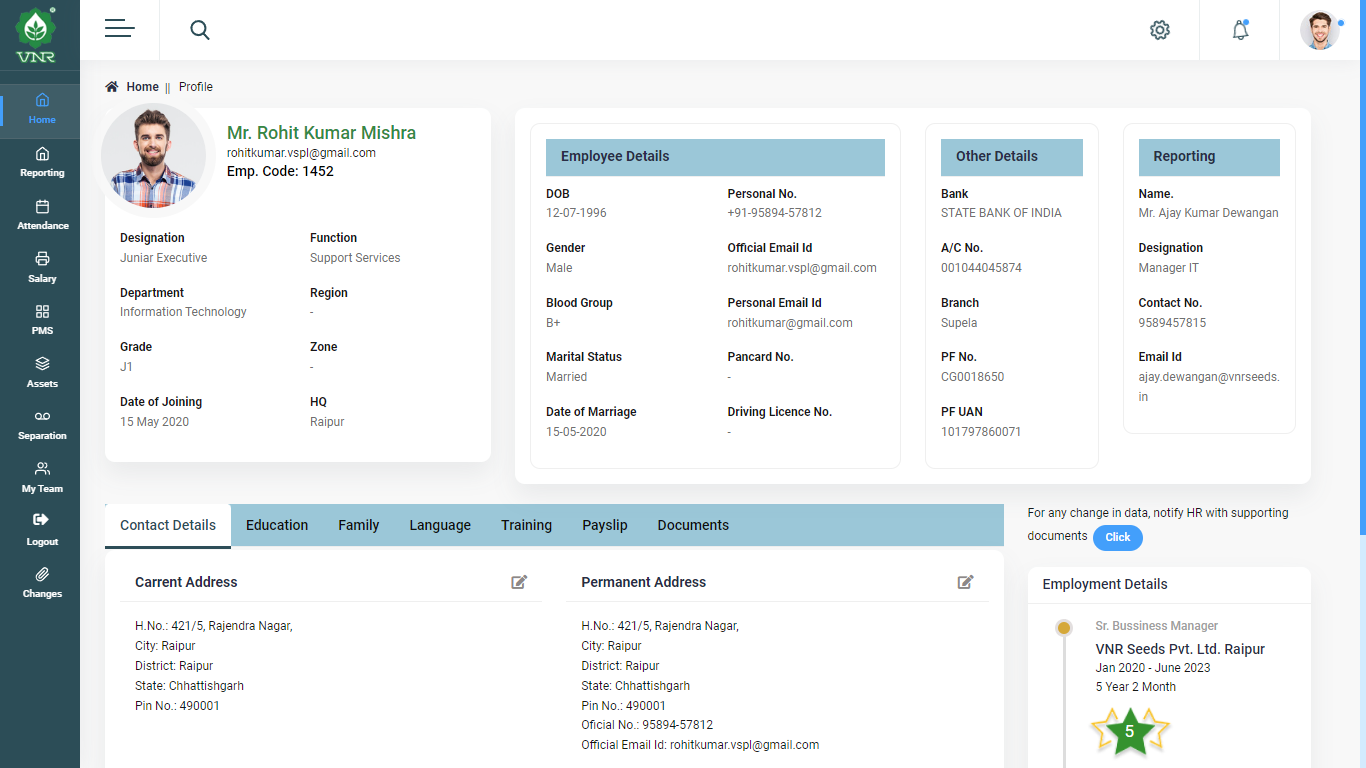 VNR
Home
Reporting
Attendance
Salary
PMS
Assets
Separation
My Team
Logout
Changes
Home || Profile
Mr. Rohit Kumar Mishra
rohitkumar.vspl@gmail.com
Emp. Code: 1452
Designation
Juniar Executive
Function
Support Services
Department
Information Technology
Region
-
Grade
J1
Zone
-
Date of Joining
15 May 2020
HQ
Raipur
Employee Details
DOB
12-07-1996
Personal No.
+91-95894-57812
Gender
Male
Official Email Id
rohitkumar.vspl@gmail.com
Blood Group
B+
Personal Email Id
rohitkumar@gmail.com
Marital Status
Married
Pancard No.
-
Date of Marriage
15-05-2020
Driving Licence No.
-
Other Details
Bank
STATE BANK OF INDIA
A/C No.
001044045874
Branch
Supela
PF No.
CG0018650
PF UAN
101797860071
Reporting
Name.
Mr. Ajay Kumar Dewangan
Designation
Manager IT
Contact No.
9589457815
Email Id
ajay.dewangan@vnrseeds.
in
Contact Details Education Family Language Training Payslip Documents
Carrent Address
H.No.: 421/5, Rajendra Nagar,
City: Raipur
District: Raipur
State: Chhattishgarh
Pin No.: 490001
Permanent Address
H.No.: 421/5, Rajendra Nagar,
City: Raipur
District: Raipur
State: Chhattishgarh
Pin No.: 490001
Oficial No.: 95894-57812
Official Email Id: rohitkumar.vspl@gmail.com
For any change in data, notify HR with supporting
documents Click
Employment Details
Sr. Bussiness Manager
VNR Seeds Pvt. Ltd. Raipur
Jan 2020 - June 2023
5 Year 2 Month
5